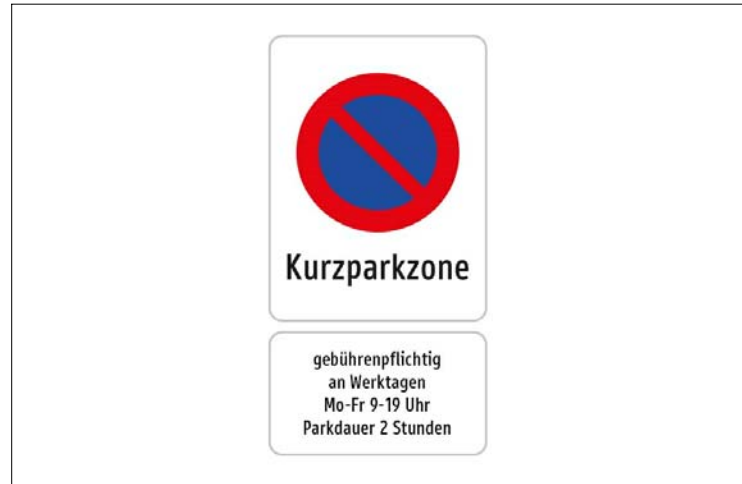 Kurzparkzone
gebührenpflichtig
an Werktagen
Mo-Fr 9-19 Uhr
Parkdauer 2 Stunden